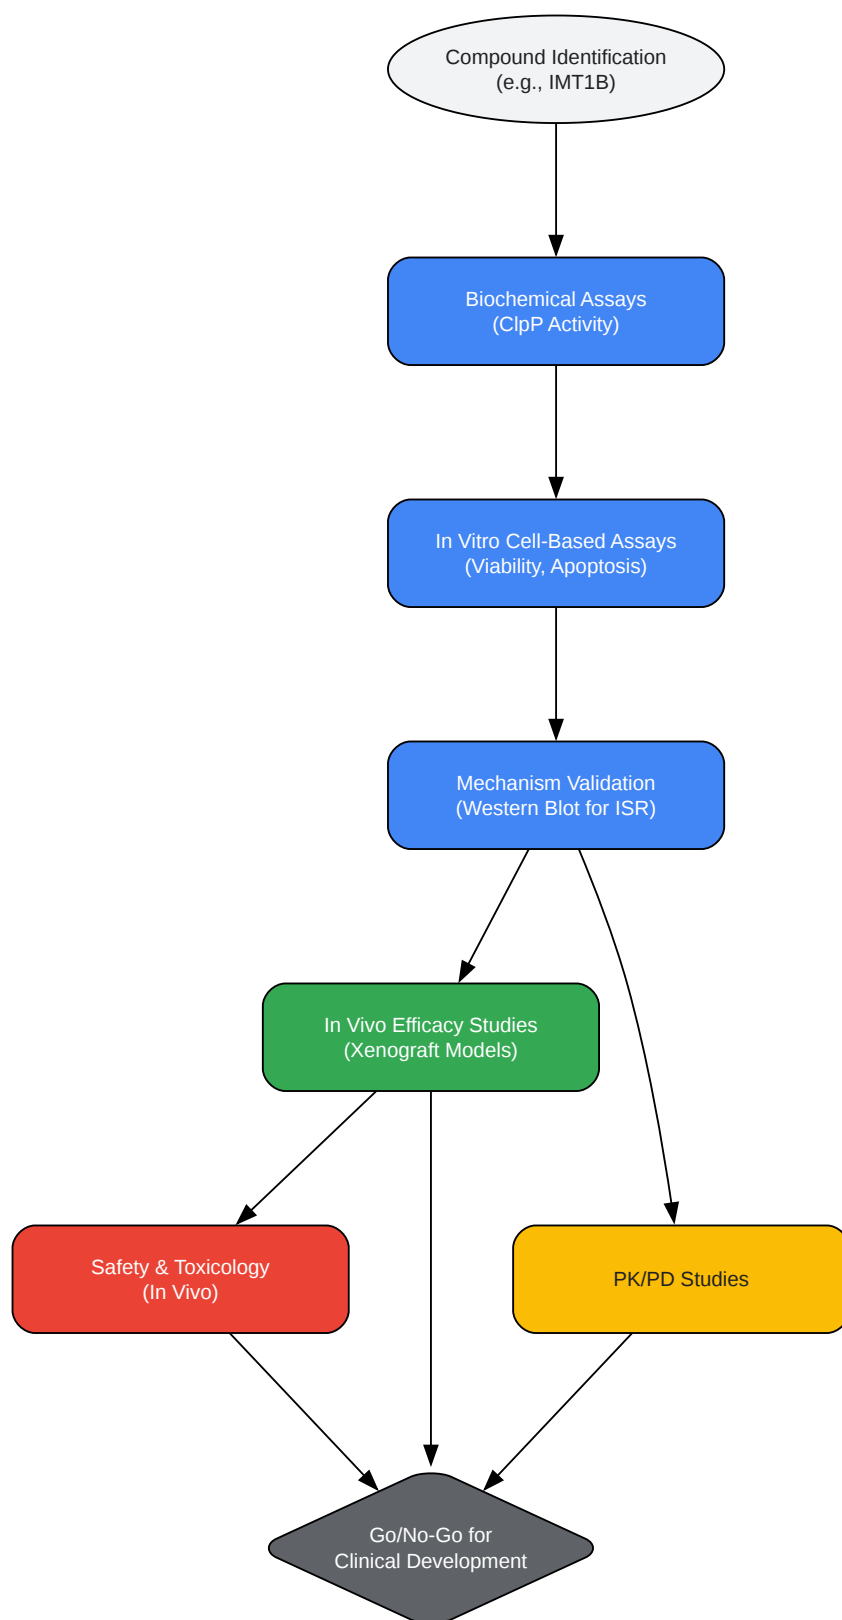 Compound Identification
(e.g., IMT1B)
Biochemical Assays
(ClpP Activity)
In Vitro Cell-Based Assays
(Viability, Apoptosis)
Mechanism Validation
(Western Blot for ISR)
In Vivo Efficacy Studies
(Xenograft Models)
Safety & Toxicology
(In Vivo)
PK/PD Studies
Go/No-Go for
Clinical Development